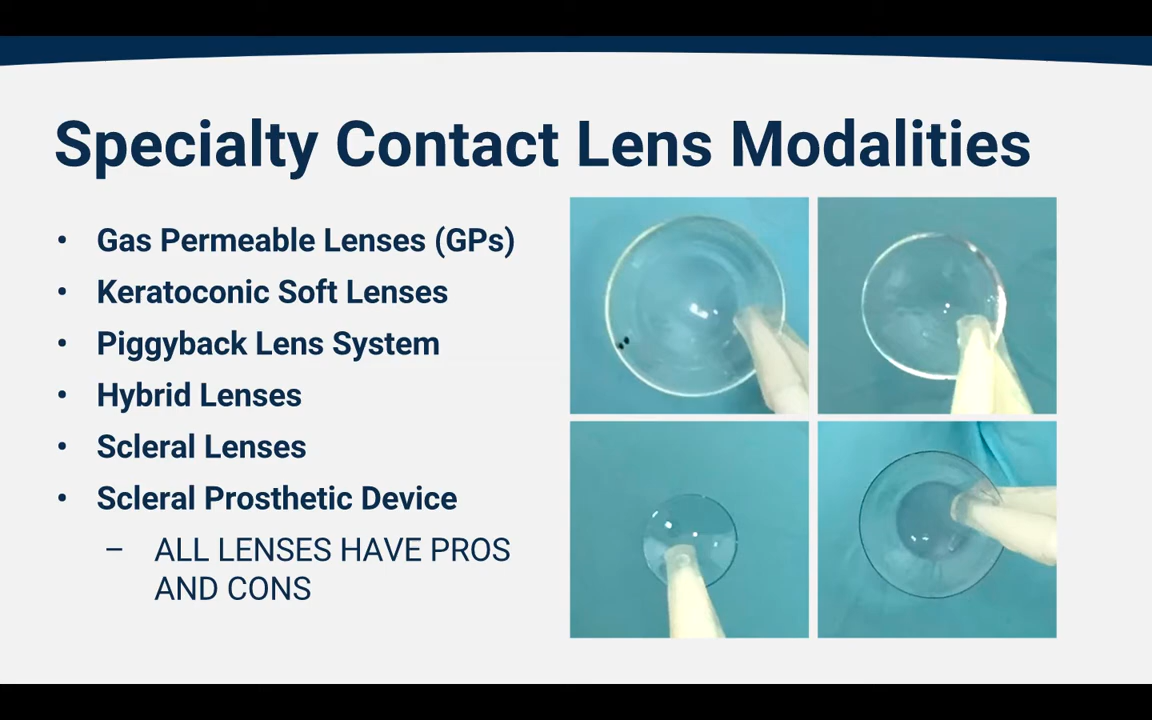 Specialty Contact Lens Modalities
• Gas Permeable Lenses (GPs)
• Keratoconic Soft Lenses
• Piggyback Lens System
• Hybrid Lenses
• Scleral Lenses
• Scleral Prosthetic Device
– ALL LENSES HAVE PROS
AND CONS